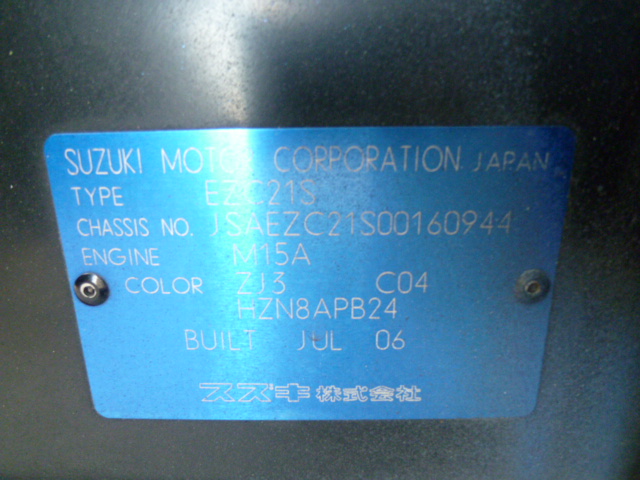 SUZUKI MOTOR CORPORATION JAPAN
TYPE EZC21S
CHASSIS NO. JSAEZC21S00160944
ENGINE M15A
COLOR ZJ3 C04
HZN8APB24
BUILT JUL 06
スズキ株式会社